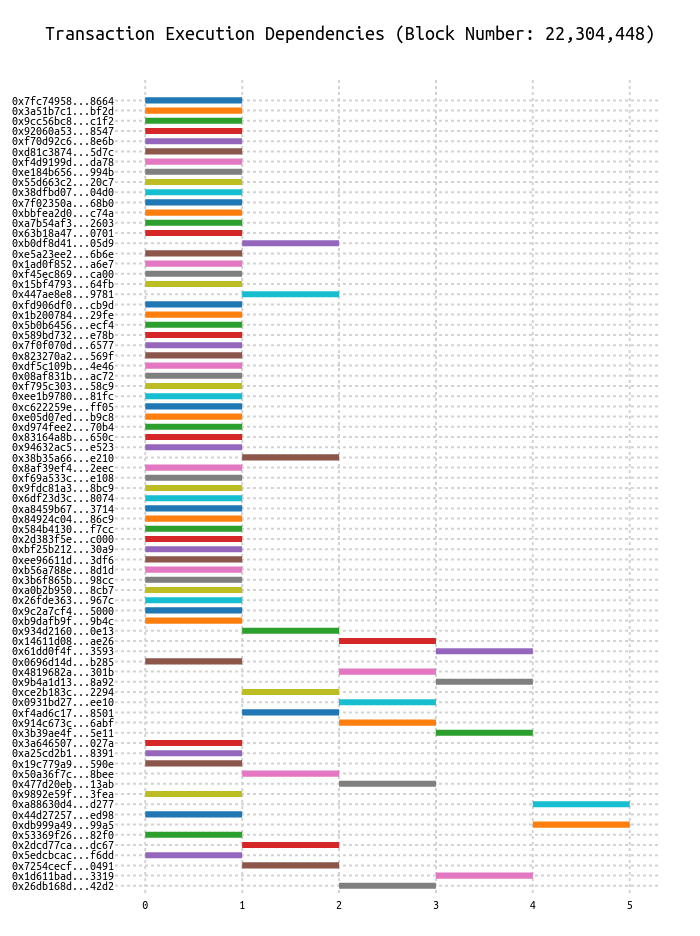 Transaction Execution Dependencies (Block Number: 22,304,448)
0x7fc74958...8664
0x3a51b7c1...bf2d
0x9cc56bc8...c1f2
0x92060a53...8547
0xf70d92c6...8e6b
0xd81c3874...5d7c
0xf4d9199d...da78
0xe184b656...994b
0x55d663c2...20c7
0x38dfbd07...04d0
0x7f02350a...68b0
0xbbfea2d0...c74a
0xa7b54af3...2603
0x63b18a47...0701
0xb0df8d41...05d9
0xe5a23ee2...6b6e
0x1ad0f852...a6e7
0xf45ec869...ca00
0x15bf4793...64fb
0x447ae8e8...9781
0xfd906df0...cb9d
0x1b200784...29fe
0x5b0b6456...ecf4
0x589bd732...e78b
0x7f0f070d...6577
0x823270a2...569f
0xdf5c109b...4e46
0x08af831b...ac72
0xf795c303...58c9
0xee1b9780...81fc
0xc622259e...ff05
0xe05d07ed...b9c8
0xd974fee2...70b4
0x83164a8b...650c
0x94632ac5...e523
0x38b35a66...e210
0x8af39ef4...2eec
0xf69a533c...e108
0x9fdc81a3...8bc9
0x6df23d3c...8074
0xa8459b67...3714
0x84924c04...86c9
0x584b4130...f7cc
0x2d383f5e...c000
0xbf25b212...30a9
0xee96611d...3df6
0xb56a788e...8d1d
0x3b6f865b...98cc
0xa0b2b950...8cb7
0x26fde363...967c
0x9c2a7cf4...5000
0xb9dafb9f...9b4c
0x934d2160...0e13
0x14611d08...ae26
0x61dd0f4f...3593
0x0696d14d...b285
0x4819682a...301b
0x9b4a1d13...8a92
0xce2b183c...2294
0x0931bd27...ee10
0xf4ad6c17...8501
0x914c673c...6abf
0x3b39ae4f...5e11
0x3a646507...027a
0xa25cd2b1...8391
0x19c779a9...590e
0x50a36f7c...8bee
0x477d20eb...13ab
0x9892e59f...3fea
0xa88630d4...d277
0x44d27257...ed98
0xdb999a49...99a5
0x53369f26...82f0
0x2dcd77ca...dc67
0x5edcbcac...f6dd
0x7254cecf...0491
0x1d611bad...3319
0x26db168d...42d2
0 1 2 3 4 5